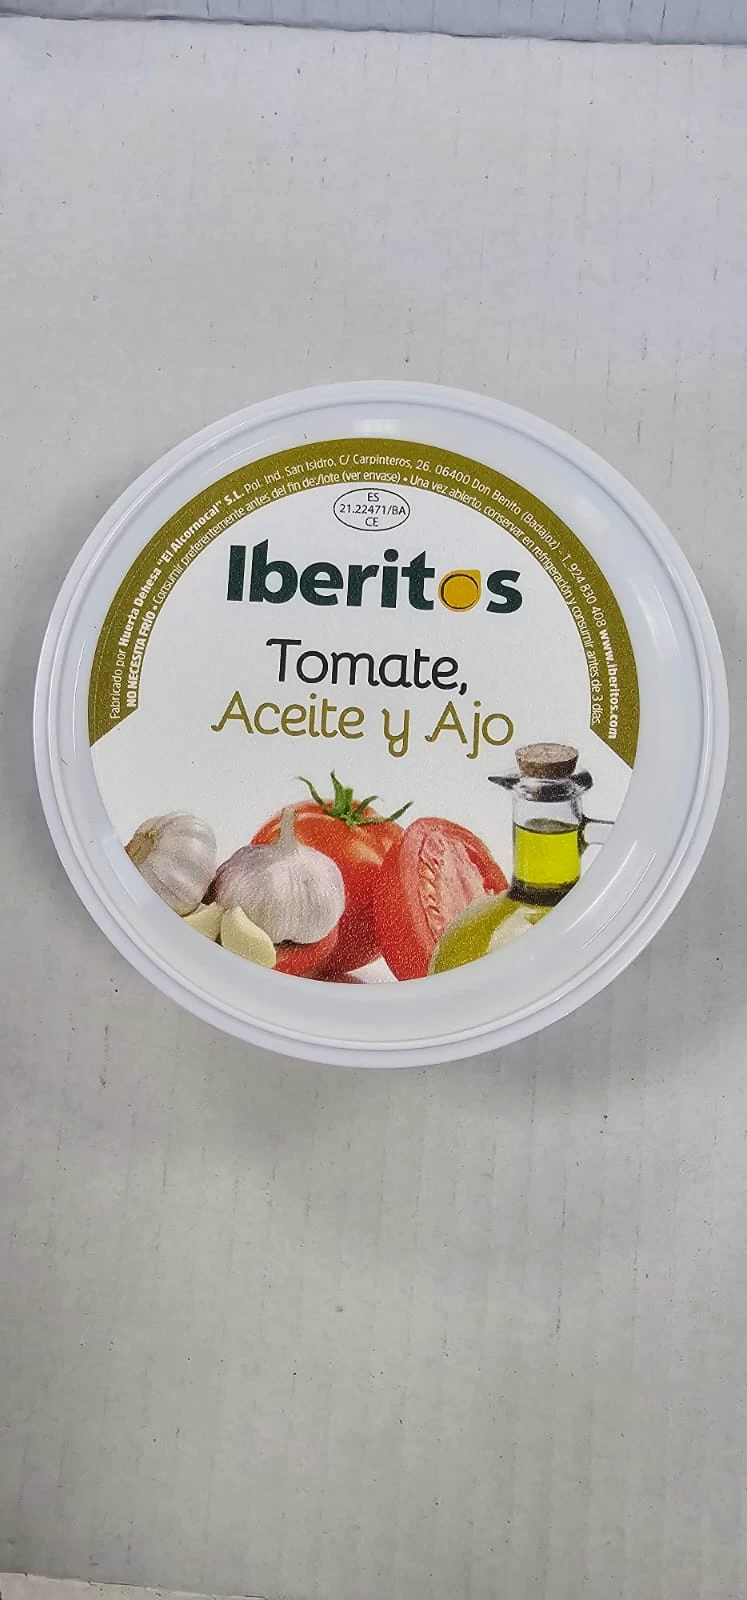 Fabricado por Huerta Dehesa "El Alcornocal" S.L. Pol. Ind. San Isidro. C/ Carpinteros, 26. 06400 Don Benito (Badajoz) - T. 924 830 408 www.iberitos.com
NO NECESITA FRÍO • Consumir preferentemente antes del fin de:/lote (ver envase) • Una vez abierto, conservar en refrigeración y consumir antes de 3 días.
ES
21.22471/BA
CE
Iberitos
Tomate,
Aceite y Ajo